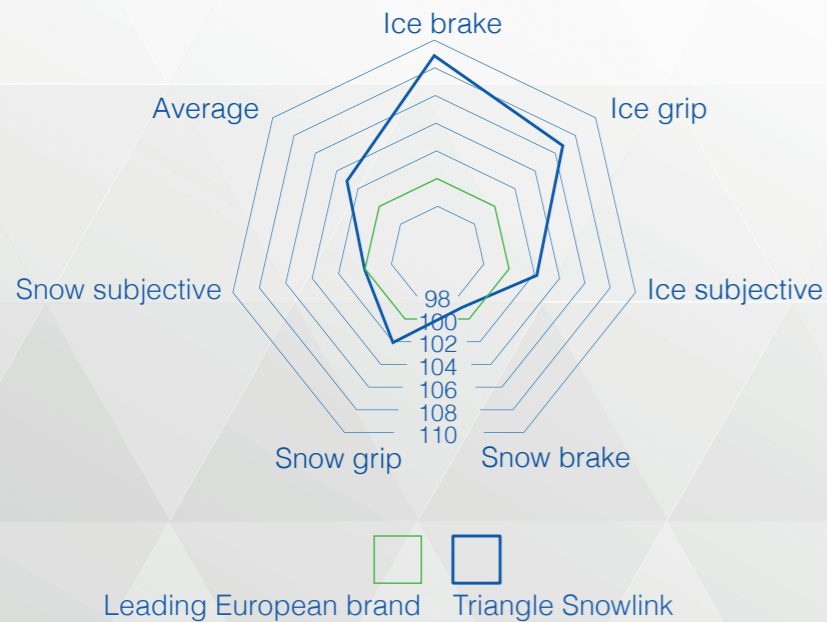 Ice brake
Average
Ice grip
Snow subjective
Ice subjective
98
100
102
104
106
108
110
Snow grip
Snow brake
Leading European brand
Triangle Snowlink